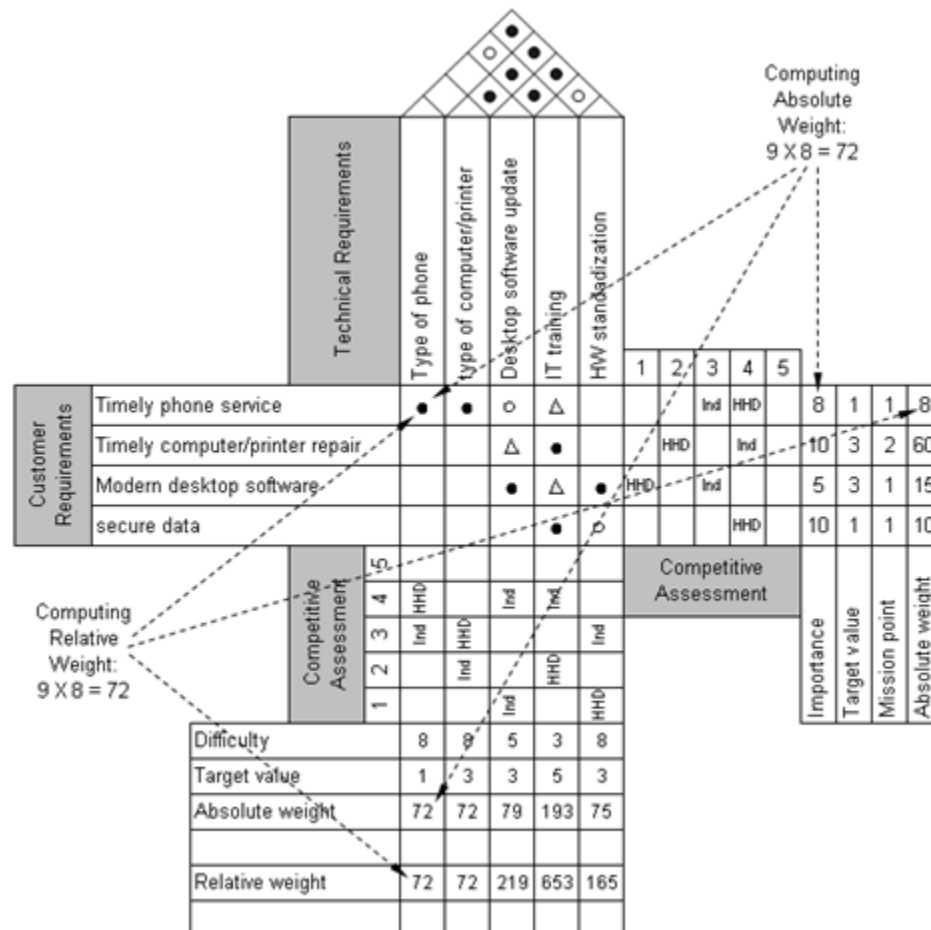 Computing
Absolute
Weight:
9 X 8 = 72
Technical Requirements
Type of phone
type of computer/printer
Desktop software update
IT training
HW standadization
1 2 3 4 5
Customer
Requirements
Timely phone service Ind HHD 8 1 1 8
Timely computer/printer repair HHD Ind 10 3 2 60
Modern desktop software HHD Ind 5 3 1 15
secure data HHD 10 1 1 10
Competitive
Assessment
Importance
Target value
Mission point
Absolute weight
Computing
Relative
Weight:
9 X 8 = 72
Competitive
Assessment
5
4 HHD Ind Ind
3 Ind HHD Ind
2 Ind HHD
1 Ind HHD
Difficulty 8 8 5 3 8
Target value 1 3 3 5 3
Absolute weight 72 72 79 193 75
Relative weight 72 72 219 653 165